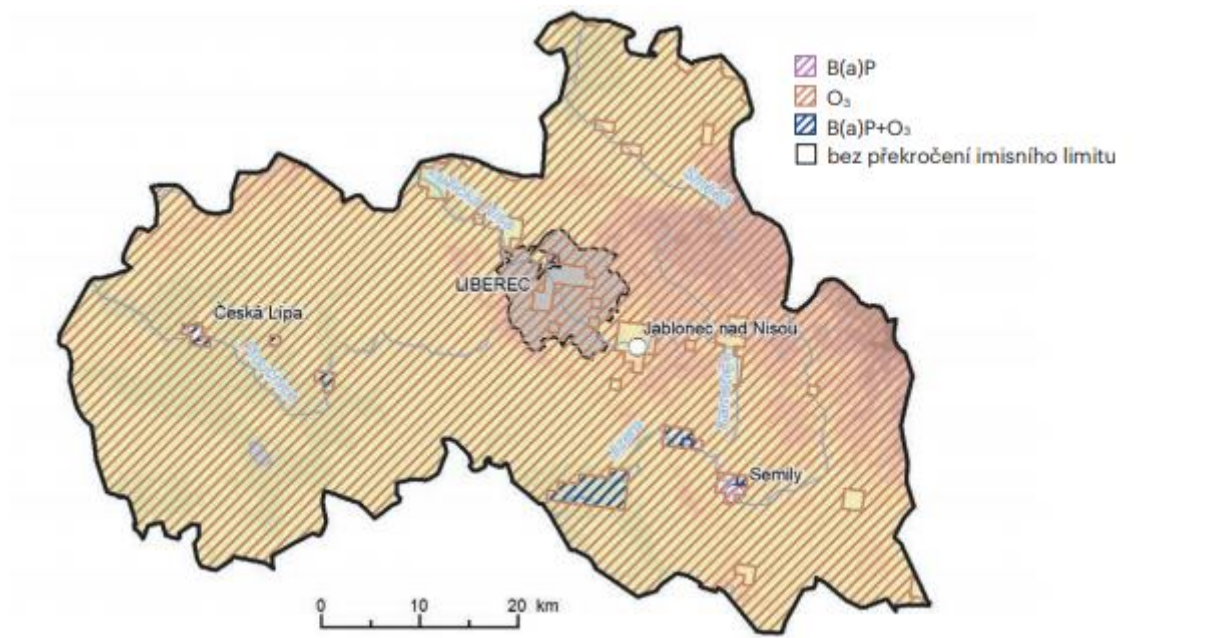 B(a)P
O₃
B(a)P+O₃
bez překročení imisního limitu
LIBEREC
Česká Lípa
Jablonec nad Nisou
Semily
0 10 20 km